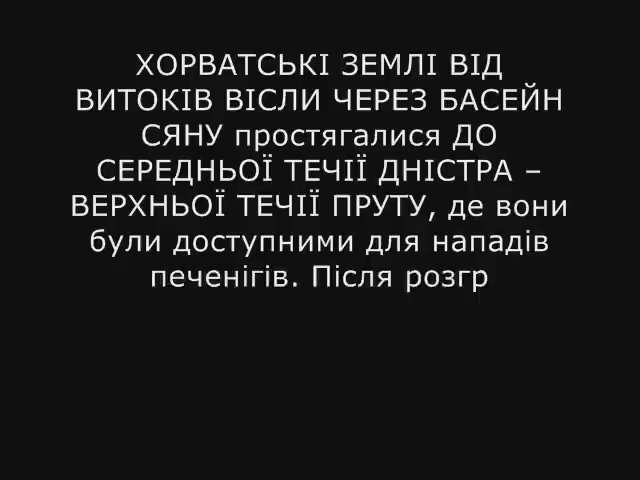 ХОРВАТСЬКІ ЗЕМЛІ ВІД
ВИТОКІВ ВІСЛИ ЧЕРЕЗ БАСЕЙН
СЯНУ простягалися ДО
СЕРЕДНЬОЇ ТЕЧІЇ ДНІСТРА –
ВЕРХНЬОЇ ТЕЧІЇ ПРУТУ, де вони
були доступними для нападів
печенігів. Після розгр